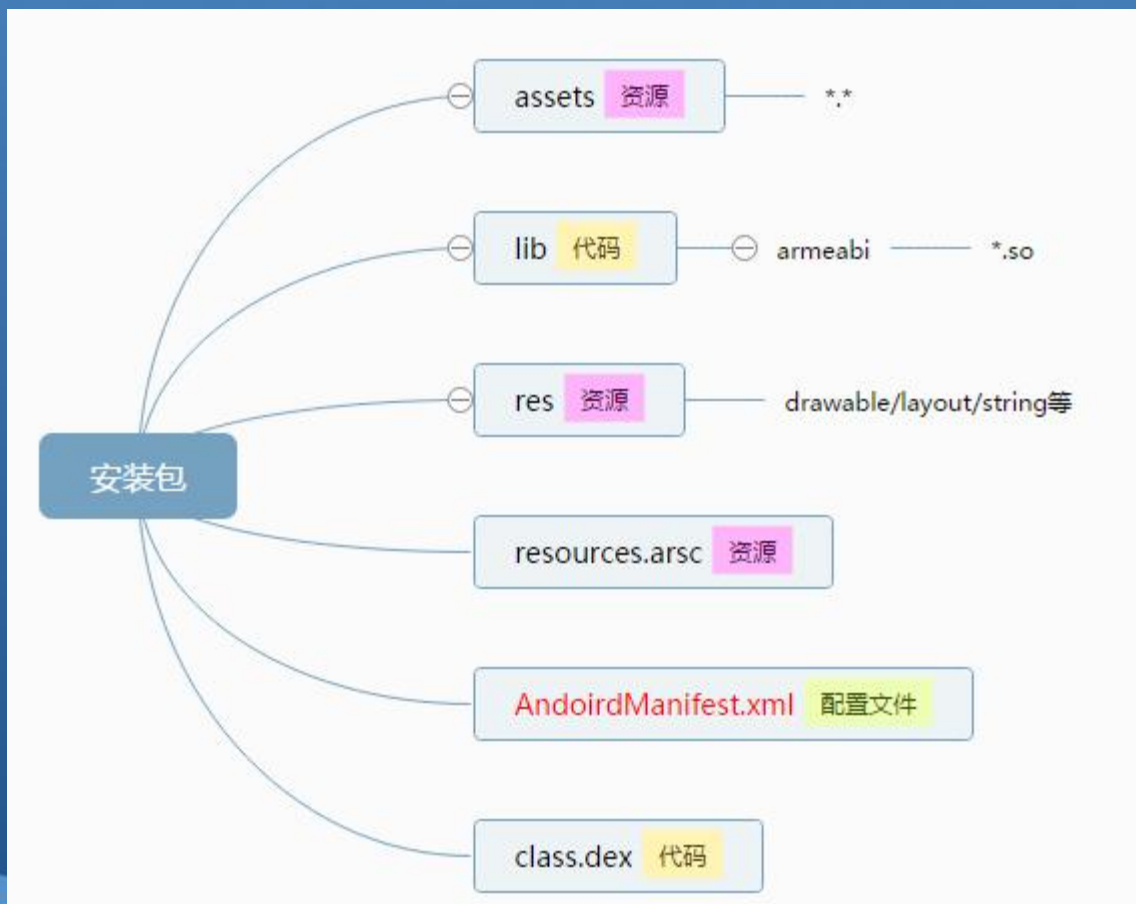 assets 资源 *.*
lib 代码 armeabi *.so
res 资源 drawable/layout/string等
安装包
resources.arsc 资源
AndoirdManifest.xml 配置文件
class.dex 代码